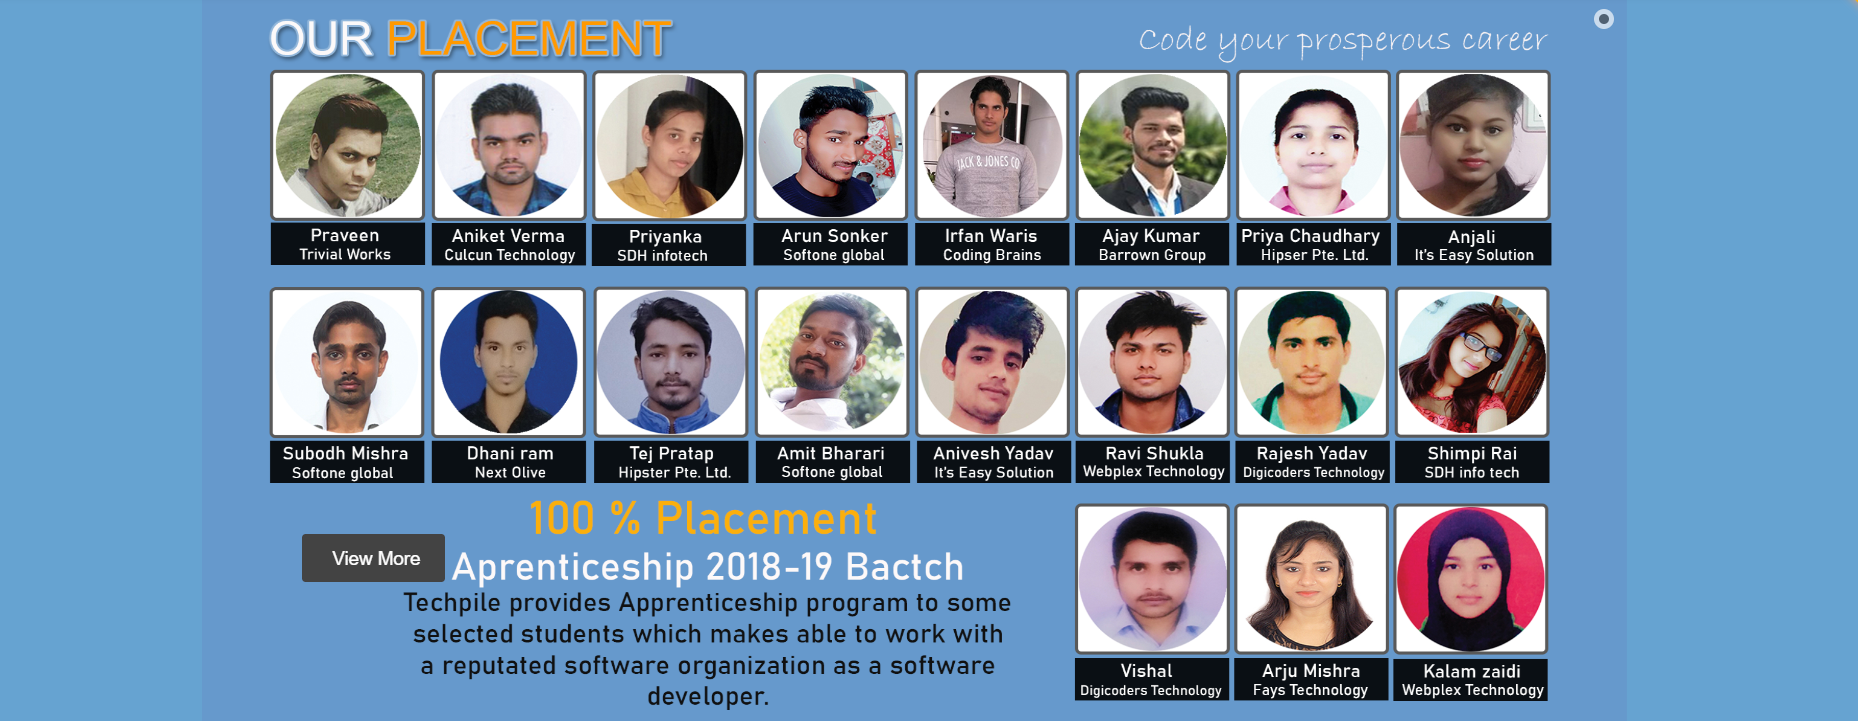 OUR PLACEMENT
Code your prosperous career
JACK & JONES CO
Praveen
Trivial Works
Aniket Verma
Culcun Technology
Priyanka
SDH infotech
Arun Sonker
Softone global
Irfan Waris
Coding Brains
Ajay Kumar
Barrown Group
Priya Chaudhary
Hipser Pte. Ltd.
Anjali
It's Easy Solution
Subodh Mishra
Softone global
Dhani ram
Next Olive
Tej Pratap
Hipster Pte. Ltd.
Amit Bharari
Softone global
Anivesh Yadav
It's Easy Solution
Ravi Shukla
Webplex Technology
Rajesh Yadav
Digicoders Technology
Shimpi Rai
SDH info tech
100 % Placement
View More
Aprenticeship 2018-19 Bactch
Techpile provides Apprenticeship program to some
selected students which makes able to work with
a reputated software organization as a software
developer.
Vishal
Digicoders Technology
Arju Mishra
Fays Technology
Kalam zaidi
Webplex Technology